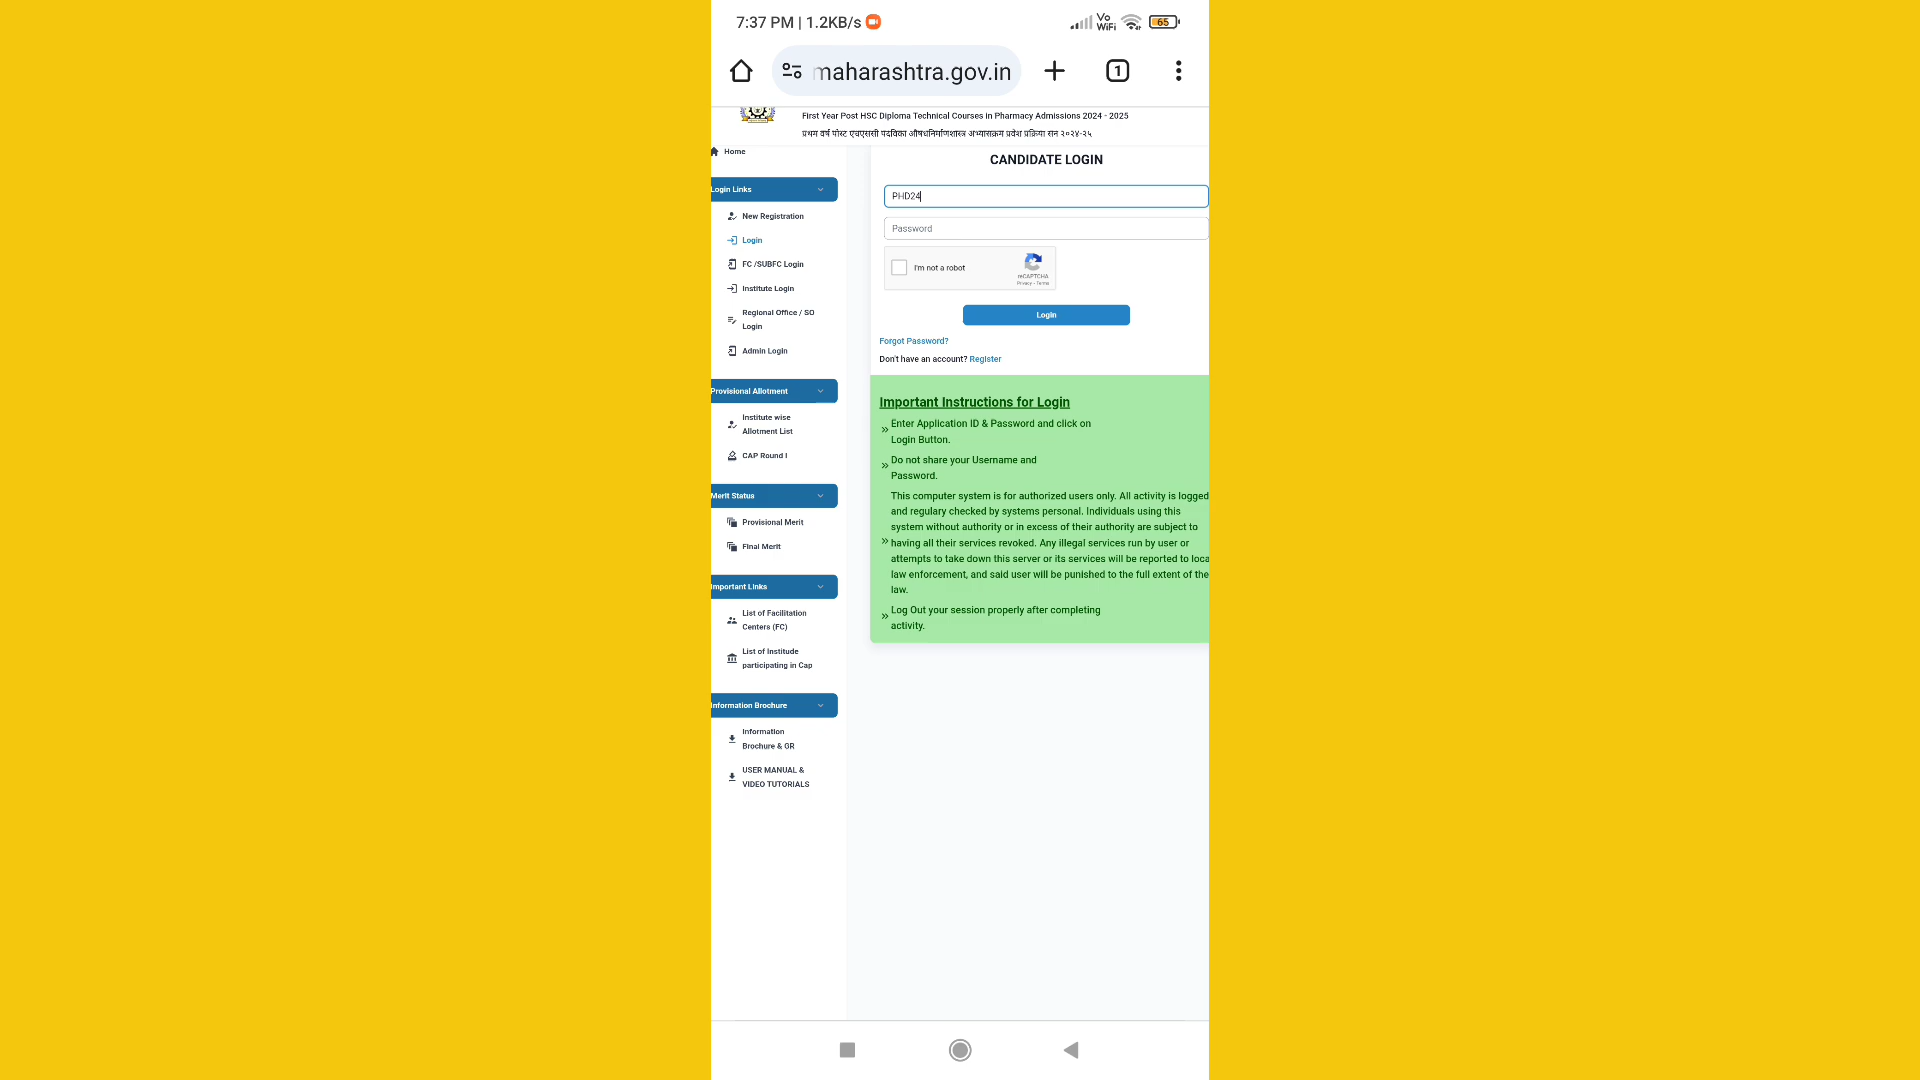 7:37 PM | 1.2KB/s
Vo
WiFi
65
maharashtra.gov.in
1
First Year Post HSC Diploma Technical Courses in Pharmacy Admissions 2024 - 2025
प्रथम वर्ष पोस्ट एचएससी पदविका औषधनिर्माणशास्त्र अभ्यासक्रम प्रवेश प्रक्रिया सन २०२४-२५
Home
Login Links
New Registration
Login
FC /SUBFC Login
Institute Login
Regional Office / SO
Login
Admin Login
Provisional Allotment
Institute wise
Allotment List
CAP Round I
Merit Status
Provisional Merit
Final Merit
Important Links
List of Facilitation
Centers (FC)
List of Institude
participating in Cap
Information Brochure
Information
Brochure & GR
USER MANUAL &
VIDEO TUTORIALS
CANDIDATE LOGIN
PHD24
Password
I'm not a robot
reCAPTCHA
Privacy - Terms
Login
Forgot Password?
Don't have an account? Register
Important Instructions for Login
Enter Application ID & Password and click on
Login Button.
Do not share your Username and
Password.
This computer system is for authorized users only. All activity is logged
and regulary checked by systems personal. Individuals using this
system without authority or in excess of their authority are subject to
having all their services revoked. Any illegal services run by user or
attempts to take down this server or its services will be reported to loca
law enforcement, and said user will be punished to the full extent of the
law.
Log Out your session properly after completing
activity.